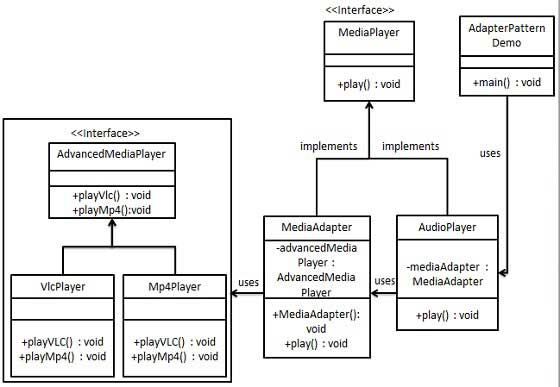 <<Interface>>
MediaPlayer
+play() : void
AdapterPattern
Demo
+main() : void
implements
implements
uses
<<Interface>>
AdvancedMediaPlayer
+playVlc() : void
+playMp4():void
VlcPlayer
+playVLC() : void
+playMp4() : void
Mp4Player
+playVLC() : void
+playMp4() : void
uses
MediaAdapter
-advancedMedia
Player :
AdvancedMedia
Player
+MediaAdapter():
void
+play() : void
uses
AudioPlayer
-mediaAdapter :
MediaAdapter
+play() : void